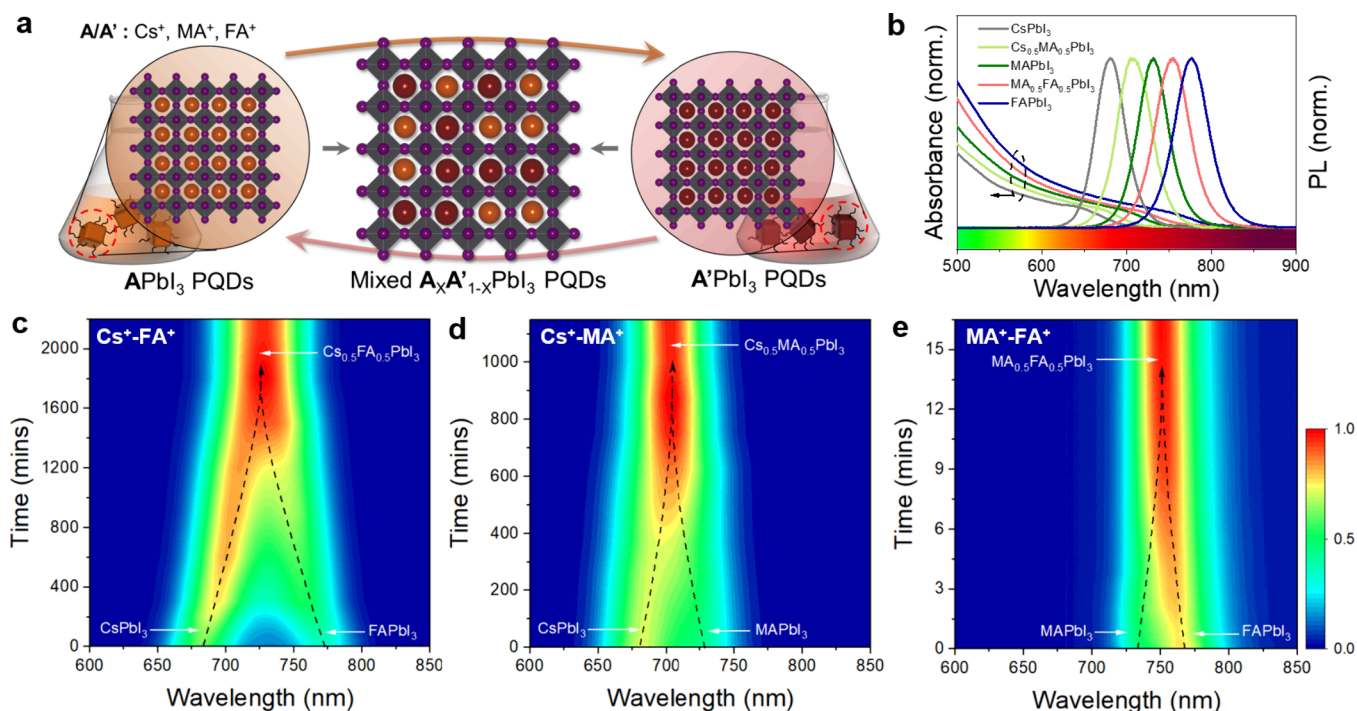 a
A/A' : Cs⁺, MA⁺, FA⁺
APbI₃ PQDs
Mixed AₓA'₁₋ₓPbI₃ PQDs
A'PbI₃ PQDs
b
Absorbance (norm.)
PL (norm.)
CsPbI₃
Cs₀.₅MA₀.₅PbI₃
MAPbI₃
MA₀.₅FA₀.₅PbI₃
FAPbI₃
500 600 700 800 900
Wavelength (nm)
c
Cs⁺-FA⁺
Cs₀.₅FA₀.₅PbI₃
CsPbI₃
FAPbI₃
Time (mins)
2000
1600
1200
800
400
0
600 650 700 750 800 850
Wavelength (nm)
d
Cs⁺-MA⁺
Cs₀.₅MA₀.₅PbI₃
CsPbI₃
MAPbI₃
Time (mins)
1000
800
600
400
200
0
600 650 700 750 800 850
Wavelength (nm)
e
MA⁺-FA⁺
MA₀.₅FA₀.₅PbI₃
MAPbI₃
FAPbI₃
Time (mins)
15
12
9
6
3
0
600 650 700 750 800 850
Wavelength (nm)
1.0
0.5
0.0